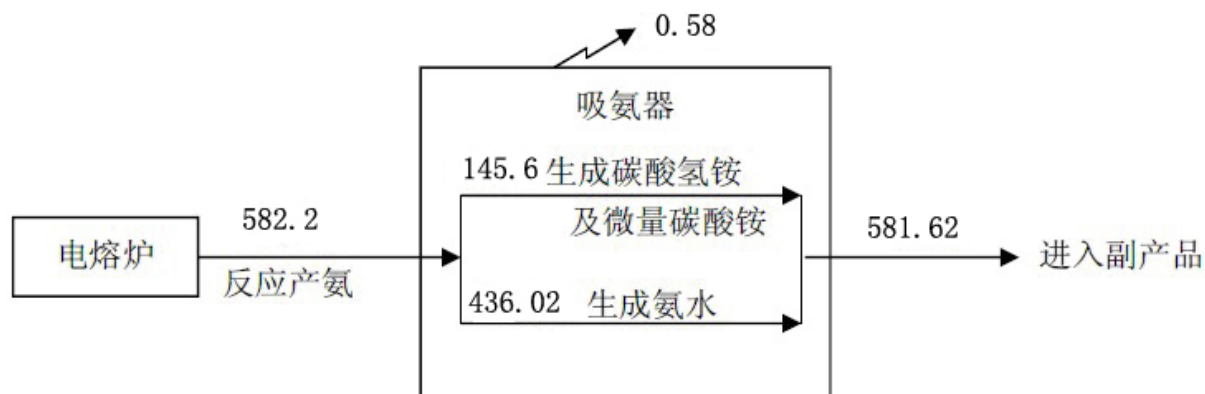 0.58
吸氨器
145.6 生成碳酸氢铵
及微量碳酸铵
582.2
581.62
电熔炉
反应产氨
进入副产品
436.02 生成氨水